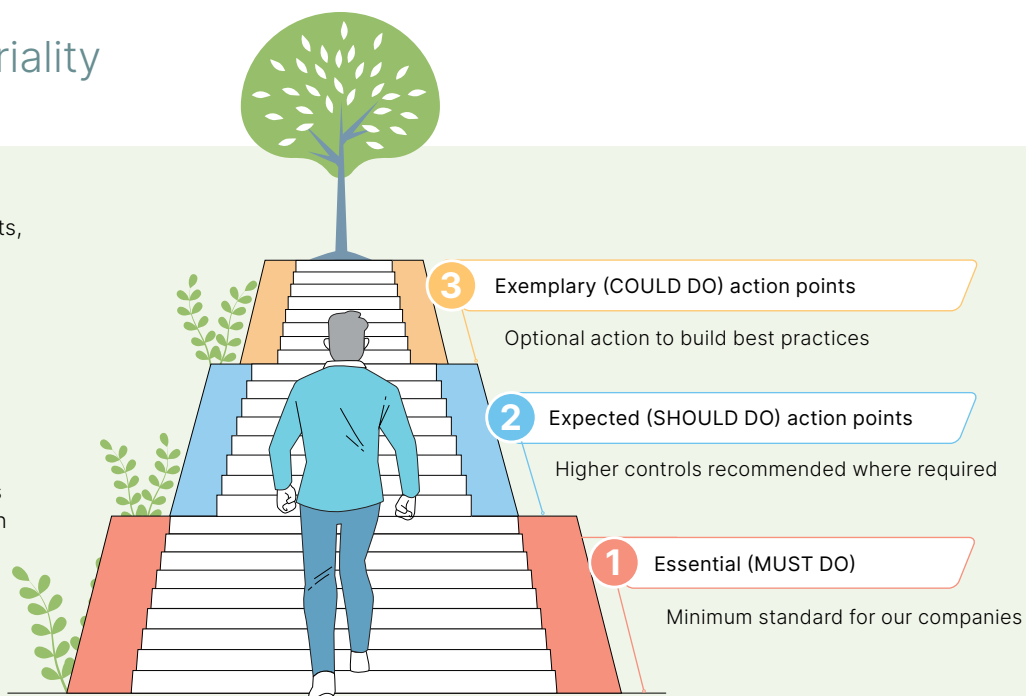 riality
ts,
3
Exemplary (COULD DO) action points
Optional action to build best practices
2
Expected (SHOULD DO) action points
Higher controls recommended where required
s
n
1
Essential (MUST DO)
Minimum standard for our companies